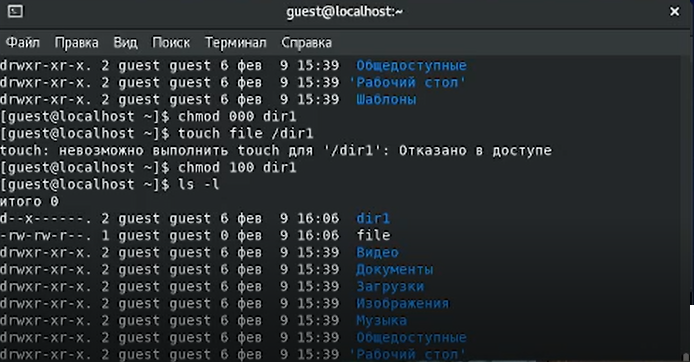 guest@localhost:~
Файл Правка Вид Поиск Терминал Справка
drwxr-xr-x. 2 guest guest 6 фев  9 15:39  Общедоступные
drwxr-xr-x. 2 guest guest 6 фев  9 15:39 'Рабочий стол'
drwxr-xr-x. 2 guest guest 6 фев  9 15:39  Шаблоны
[guest@localhost ~]$ chmod 000 dir1
[guest@localhost ~]$ touch file /dir1
touch: невозможно выполнить touch для '/dir1': Отказано в доступе
[guest@localhost ~]$ chmod 100 dir1
[guest@localhost ~]$ ls -l
итого 0
d--x------. 2 guest guest 6 фев  9 16:06  dir1
-rw-rw-r--. 1 guest guest 0 фев  9 16:06  file
drwxr-xr-x. 2 guest guest 6 фев  9 15:39  Видео
drwxr-xr-x. 2 guest guest 6 фев  9 15:39  Документы
drwxr-xr-x. 2 guest guest 6 фев  9 15:39  Загрузки
drwxr-xr-x. 2 guest guest 6 фев  9 15:39  Изображения
drwxr-xr-x. 2 guest guest 6 фев  9 15:39  Музыка
drwxr-xr-x. 2 guest guest 6 фев  9 15:39  Общедоступные
drwxr-xr-x. 2 guest guest 6 фев  9 15:39 'Рабочий стол'